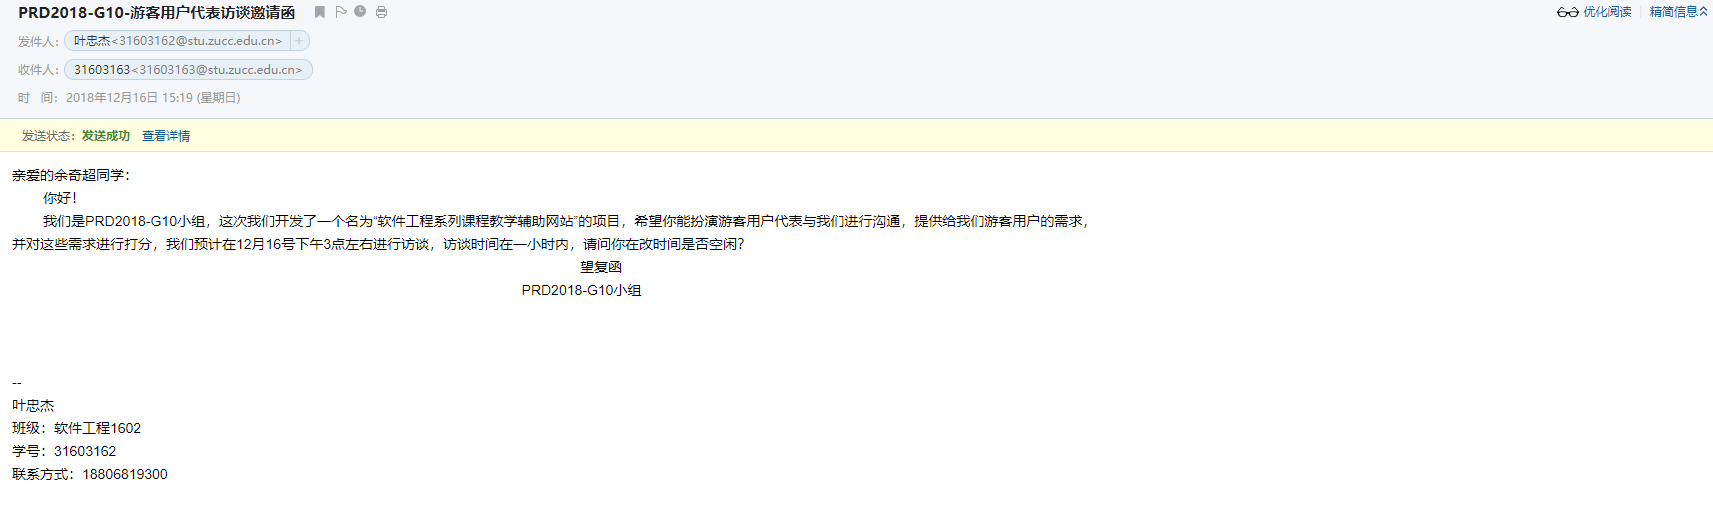 PRD2018-G10-游客用户代表访谈邀请函
优化阅读 精简信息
发件人： 叶忠杰<31603162@stu.zucc.edu.cn> +
收件人： 31603163<31603163@stu.zucc.edu.cn>
时 间： 2018年12月16日 15:19 (星期日)
发送状态： 发送成功 查看详情
亲爱的余奇超同学：
你好！
我们是PRD2018-G10小组，这次我们开发了一个名为“软件工程系列课程教学辅助网站”的项目，希望你能扮演游客用户代表与我们进行沟通，提供给我们游客用户的需求，
并对这些需求进行打分，我们预计在12月16号下午3点左右进行访谈，访谈时间在一小时内，请问你在改时间是否空闲？
望复函
PRD2018-G10小组
--
叶忠杰
班级：软件工程1602
学号：31603162
联系方式：18806819300